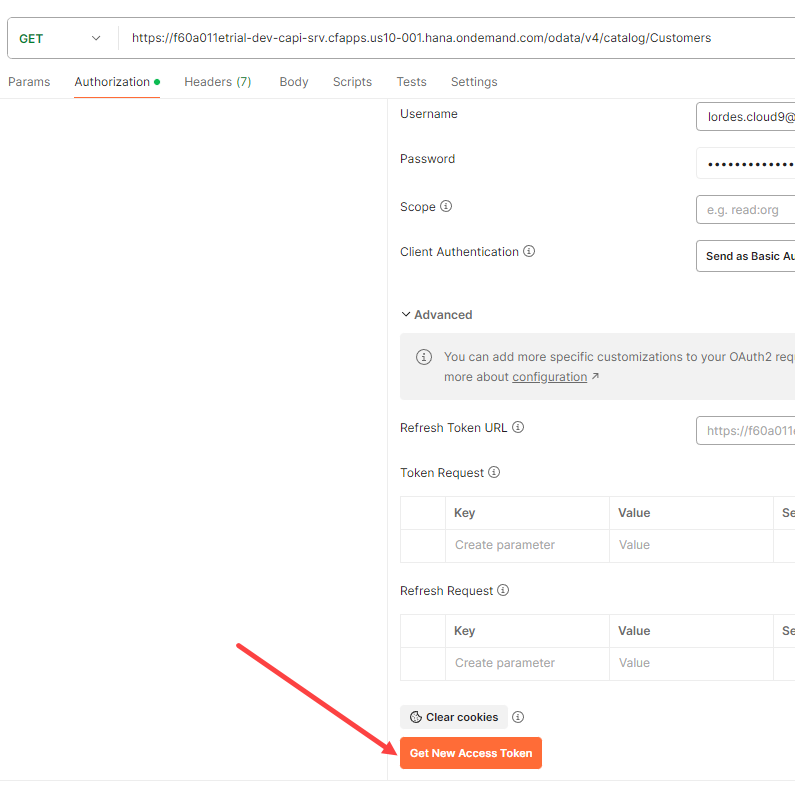 GET https://f60a011etrial-dev-capi-srv.cfapps.us10-001.hana.ondemand.com/odata/v4/catalog/Customers
Params Authorization Headers (7) Body Scripts Tests Settings
Username lordes.cloud9@
Password
Scope e.g. read:org
Client Authentication Send as Basic Au
Advanced
You can add more specific customizations to your OAuth2 req
more about configuration ↗
Refresh Token URL https://f60a011e
Token Request
Key Value Se
Create parameter Value
Refresh Request
Key Value Se
Create parameter Value
Clear cookies
Get New Access Token